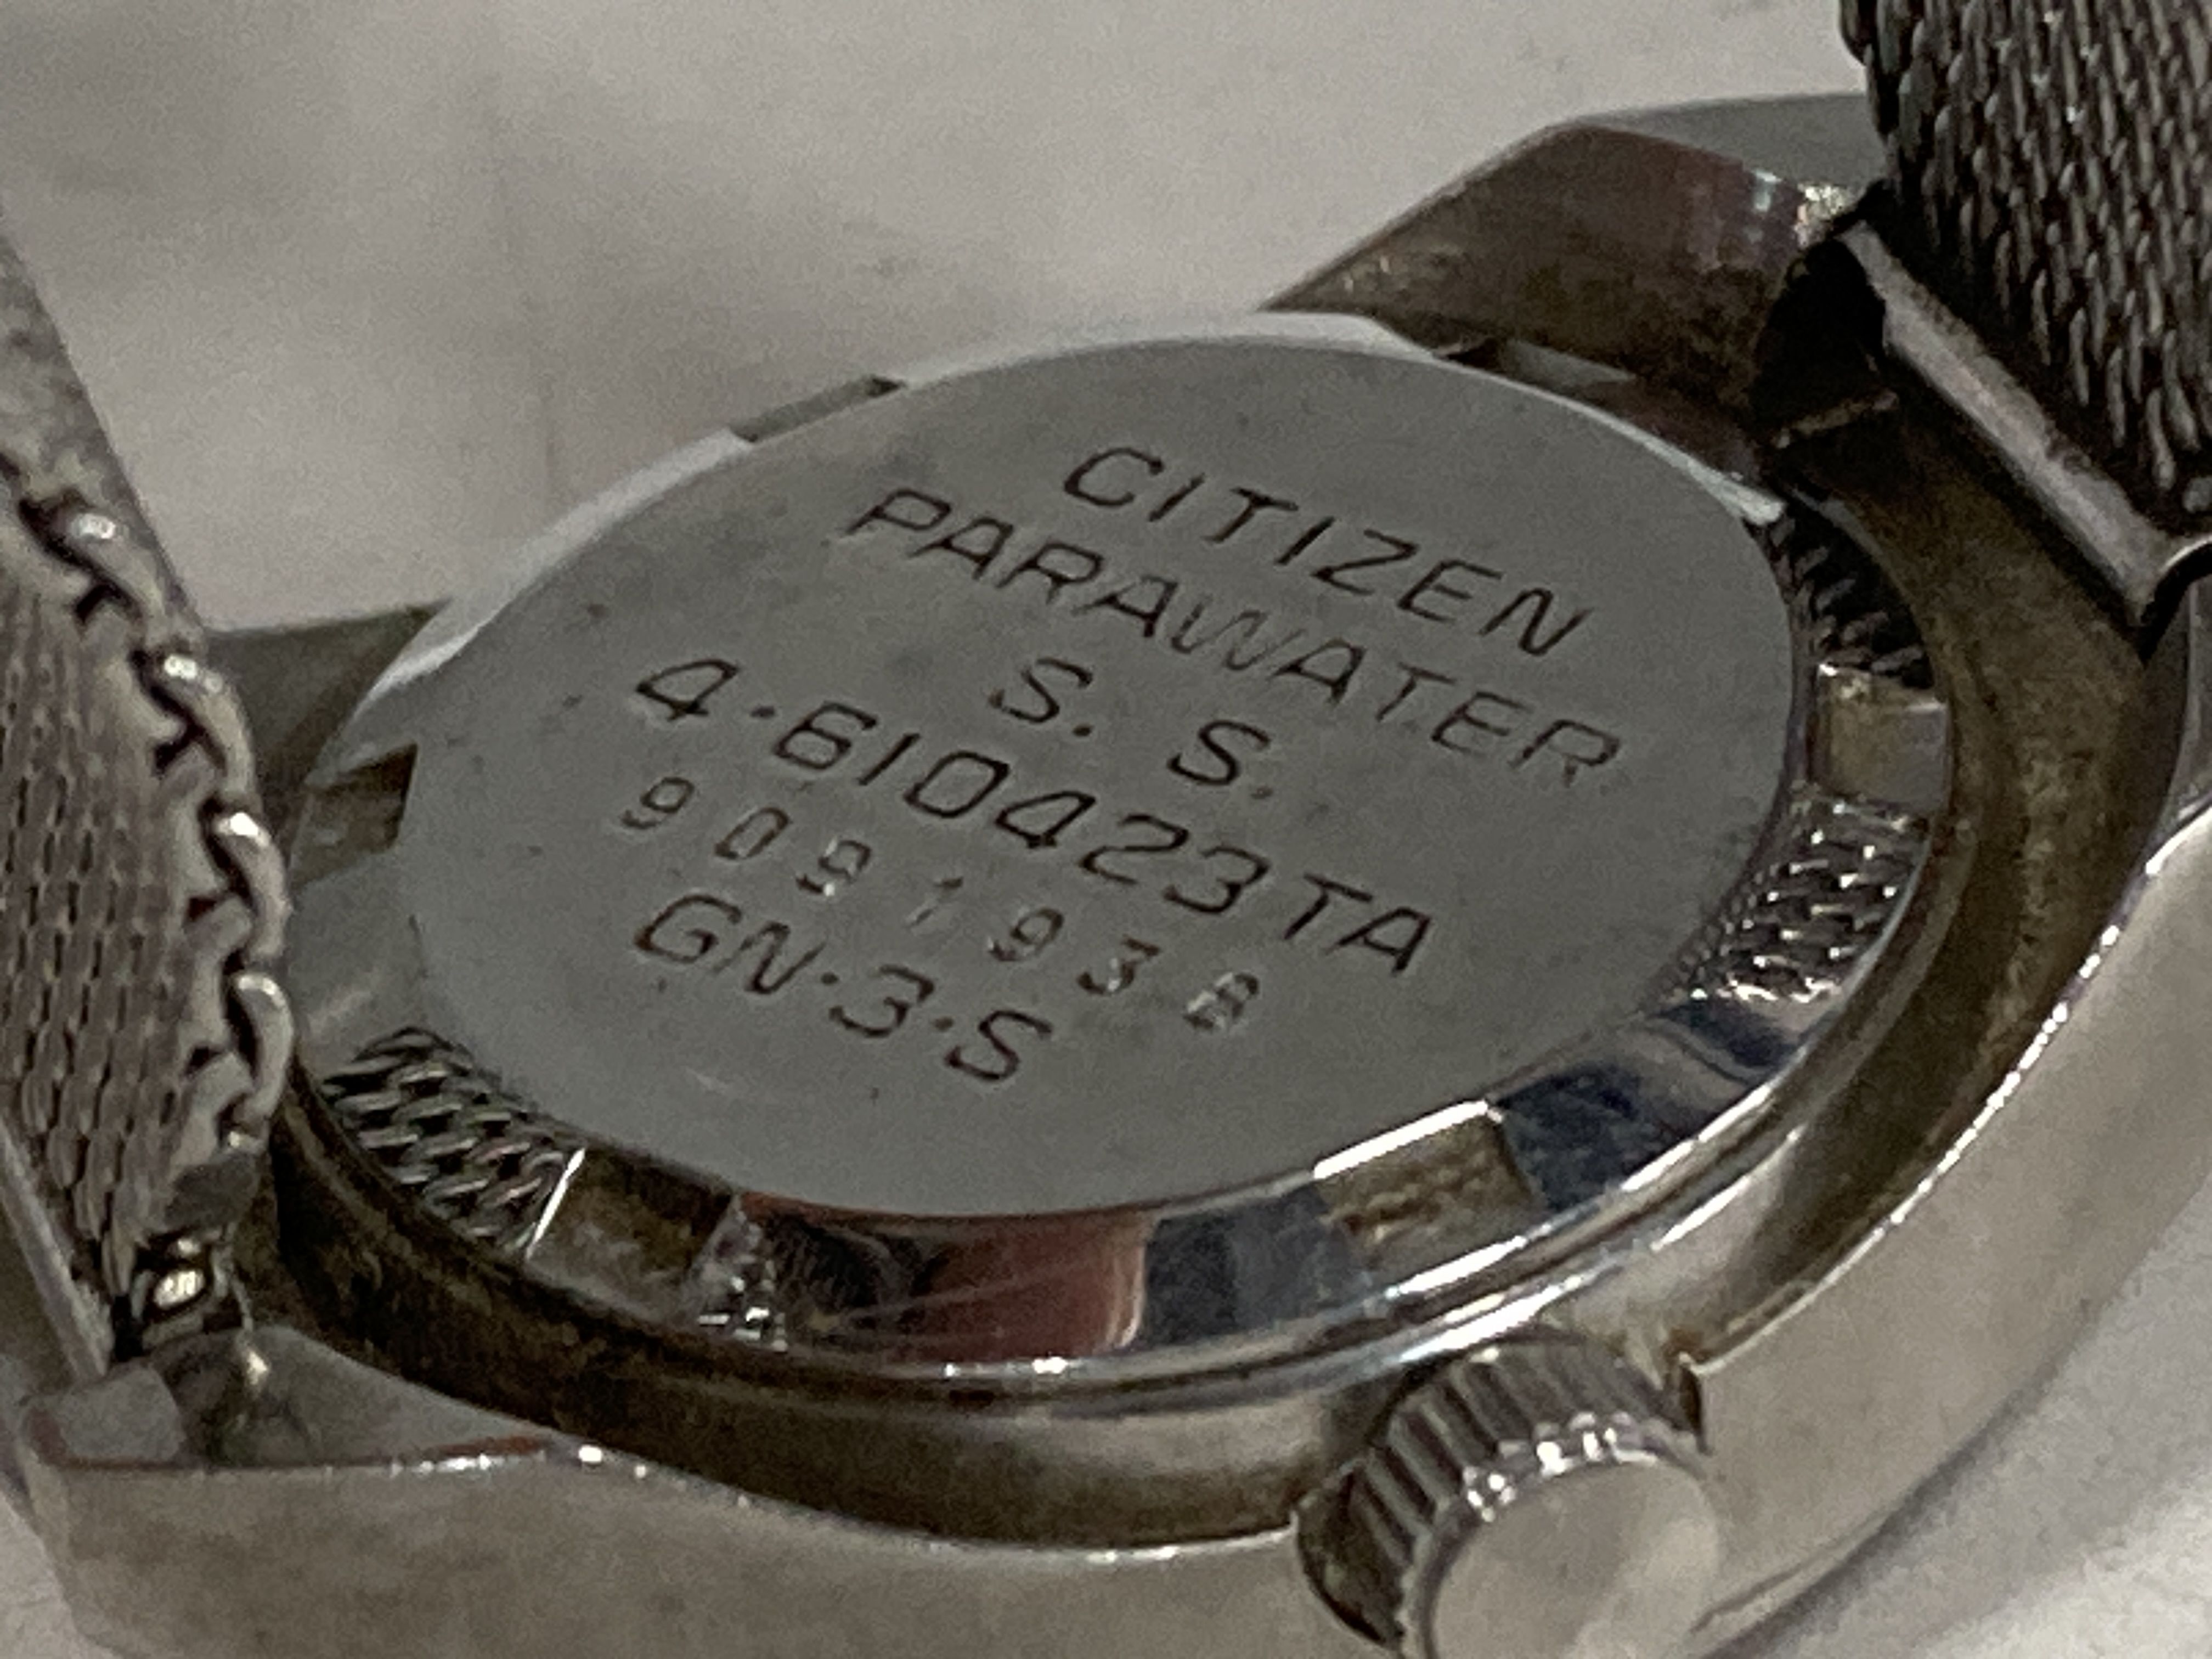 CITIZEN
PARAWATER
S. S.
4·610423TA
9091938
GN·3·S